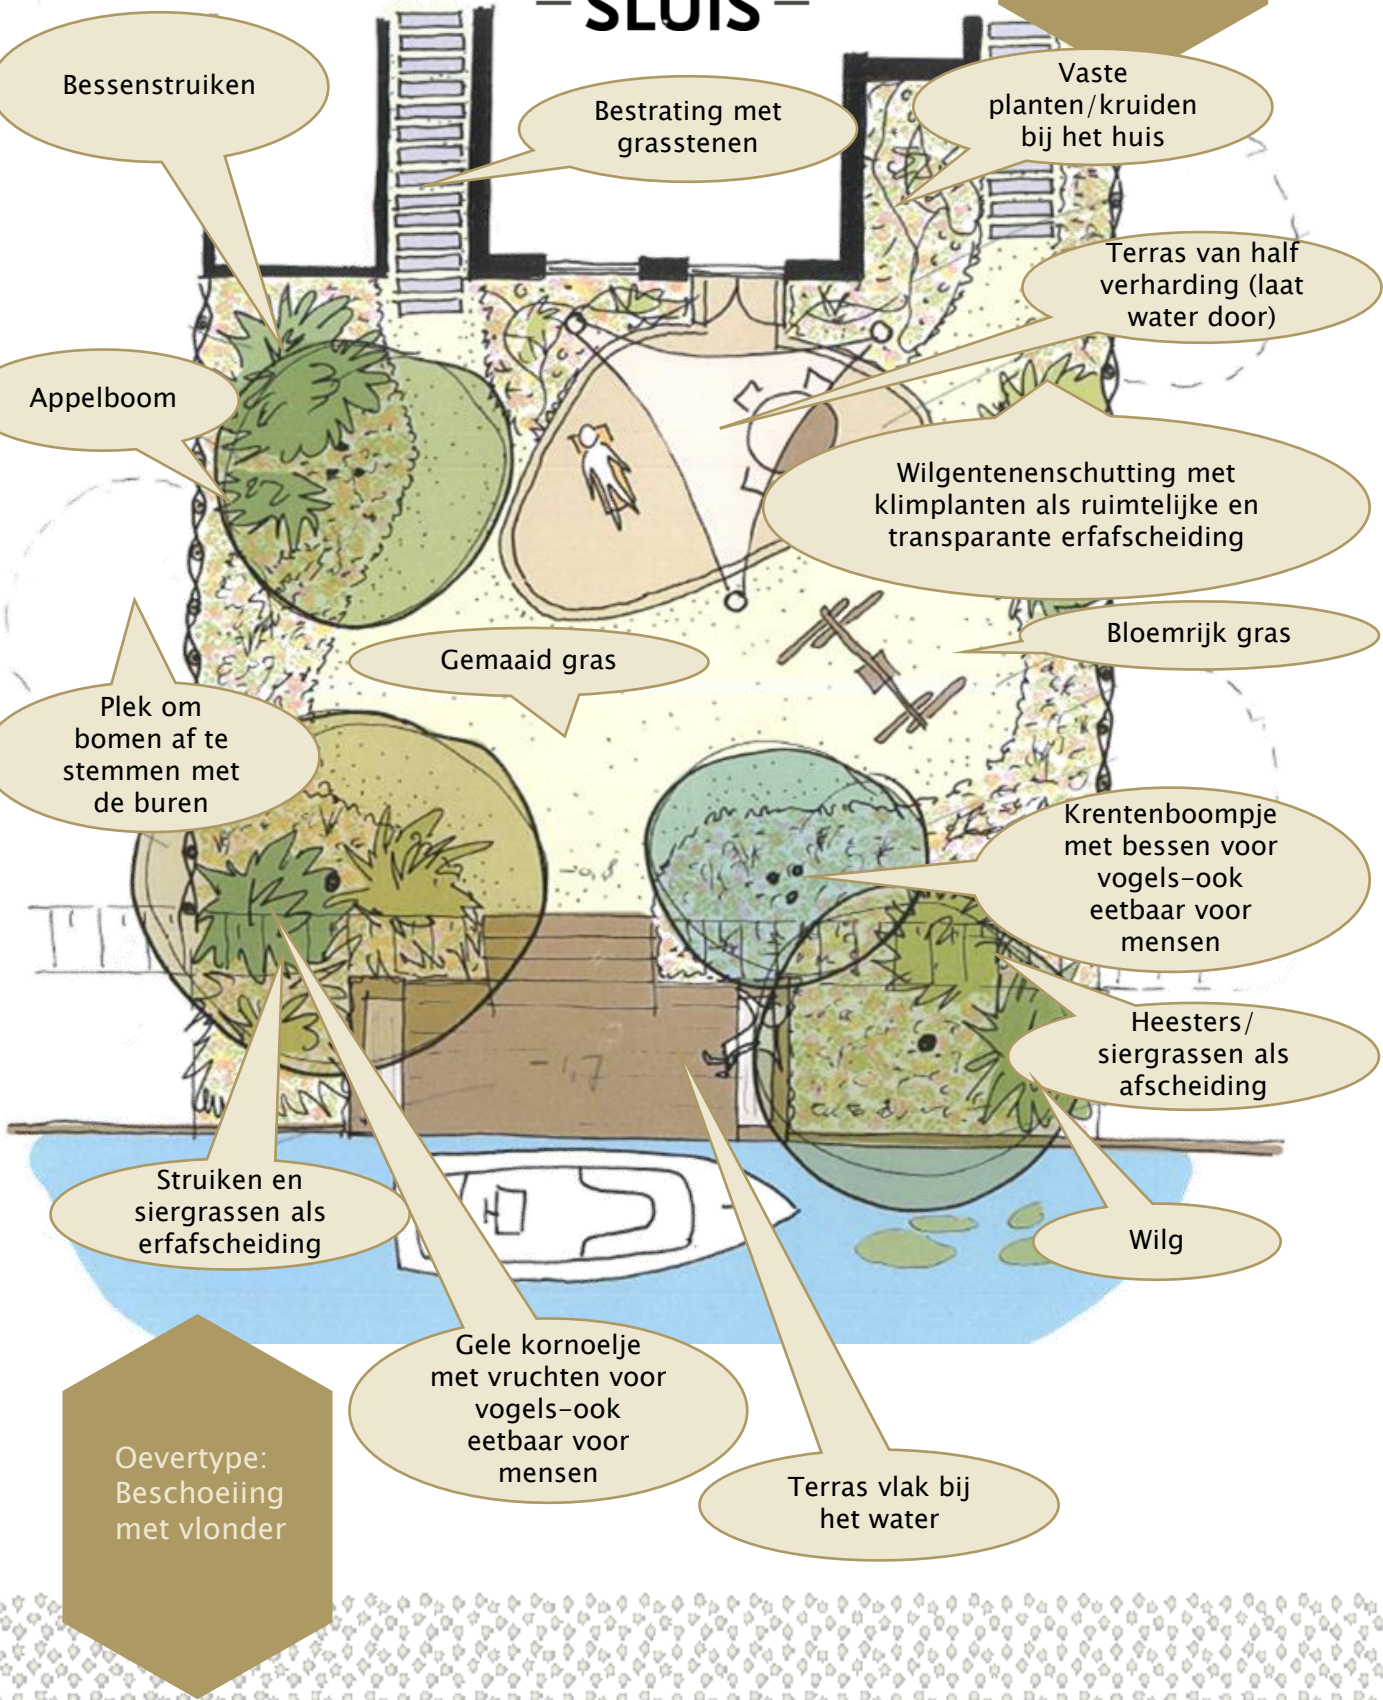 – SLUIS –
Bessenstruiken
Bestrating met
grasstenen
Vaste
planten/kruiden
bij het huis
Terras van half
verharding (laat
water door)
Appelboom
Wilgentenenschutting met
klimplanten als ruimtelijke en
transparante erfafscheiding
Bloemrijk gras
Gemaaid gras
Plek om
bomen af te
stemmen met
de buren
Krentenboompje
met bessen voor
vogels-ook
eetbaar voor
mensen
Heesters/
siergrassen als
afscheiding
-1,7
Struiken en
siergrassen als
erfafscheiding
Wilg
Gele kornoelje
met vruchten voor
vogels-ook
eetbaar voor
mensen
Terras vlak bij
het water
Oevertype:
Beschoeiing
met vlonder